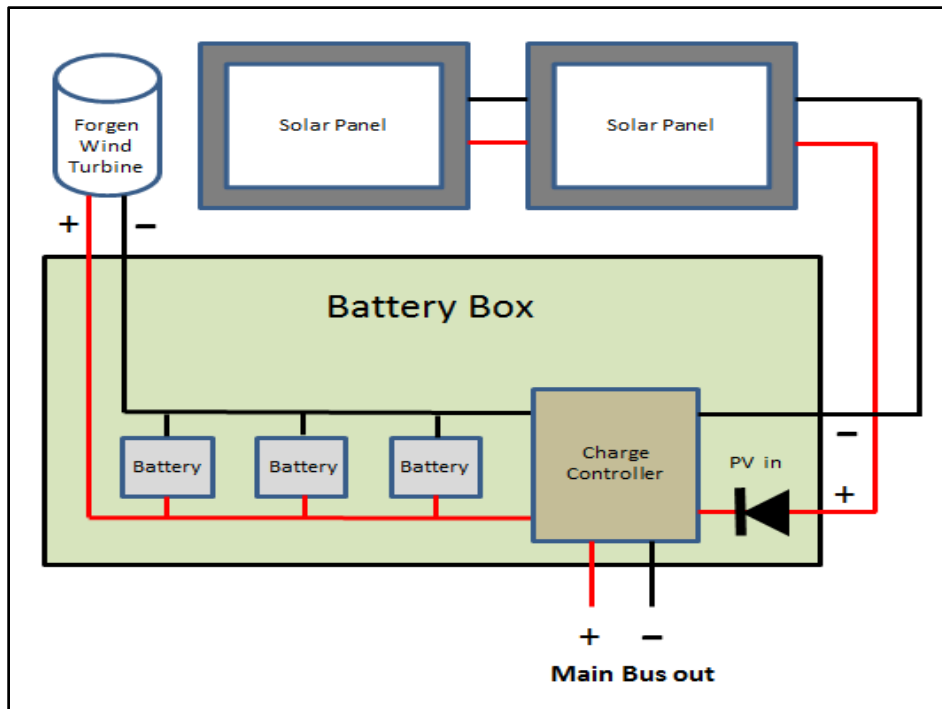 Forgen
Wind
Turbine
Solar Panel
Solar Panel
+ −
Battery Box
Battery
Battery
Battery
Charge
Controller
PV in
−
+
+ −
Main Bus out